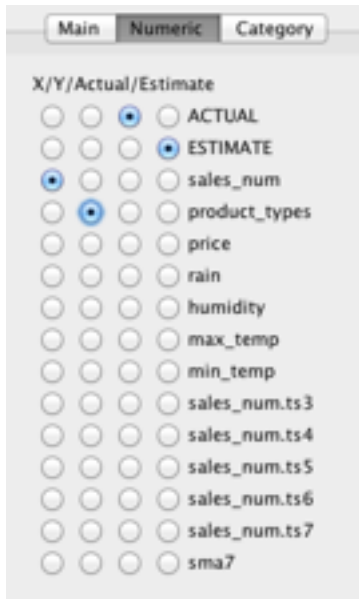 Main Numeric Category
X/Y/Actual/Estimate
ACTUAL
ESTIMATE
sales_num
product_types
price
rain
humidity
max_temp
min_temp
sales_num.ts3
sales_num.ts4
sales_num.ts5
sales_num.ts6
sales_num.ts7
sma7